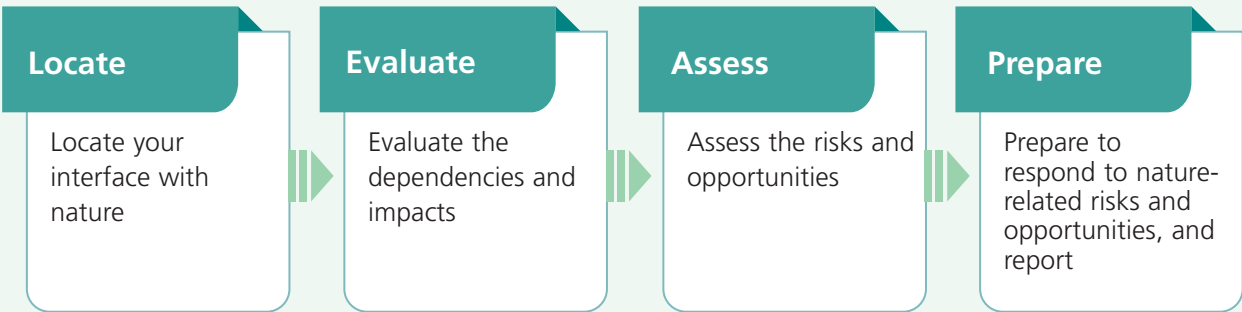 Locate
Locate your
interface with
nature
Evaluate
Evaluate the
dependencies and
impacts
Assess
Assess the risks and
opportunities
Prepare
Prepare to
respond to nature-
related risks and
opportunities, and
report